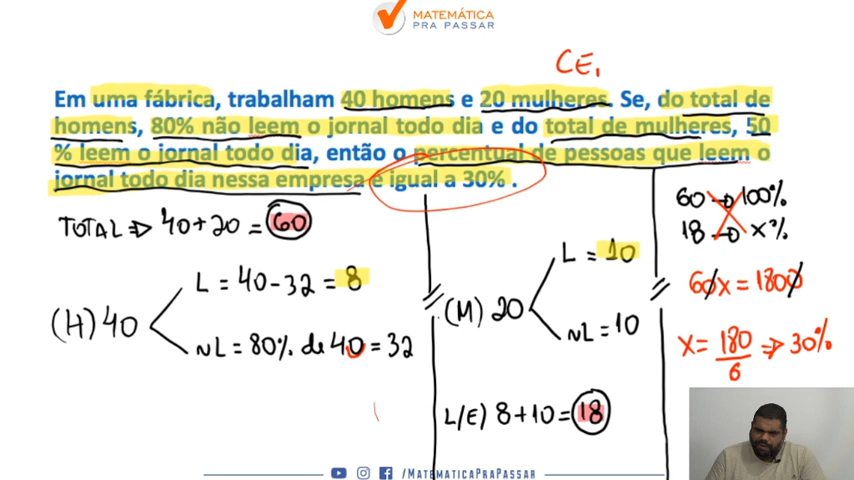 MATEMÁTICA
PRA PASSAR
CE,
Em uma fábrica, trabalham 40 homens e 20 mulheres. Se, do total de
homens, 80% não leem o jornal todo dia e do total de mulheres, 50
% leem o jornal todo dia, então o percentual de pessoas que leem o
jornal todo dia nessa empresa é igual a 30% .
TOTAL ⇒ 40+20 = 60
(H) 40
L = 40-32 = 8
NL = 80% de 40 = 32
(M) 20
L = 10
NL = 10
L/E) 8+10 = 18
60 → 100%
18 → X%
60X = 1800
X = 180/6 ⇒ 30%
/MATEMATICAPRAPASSAR